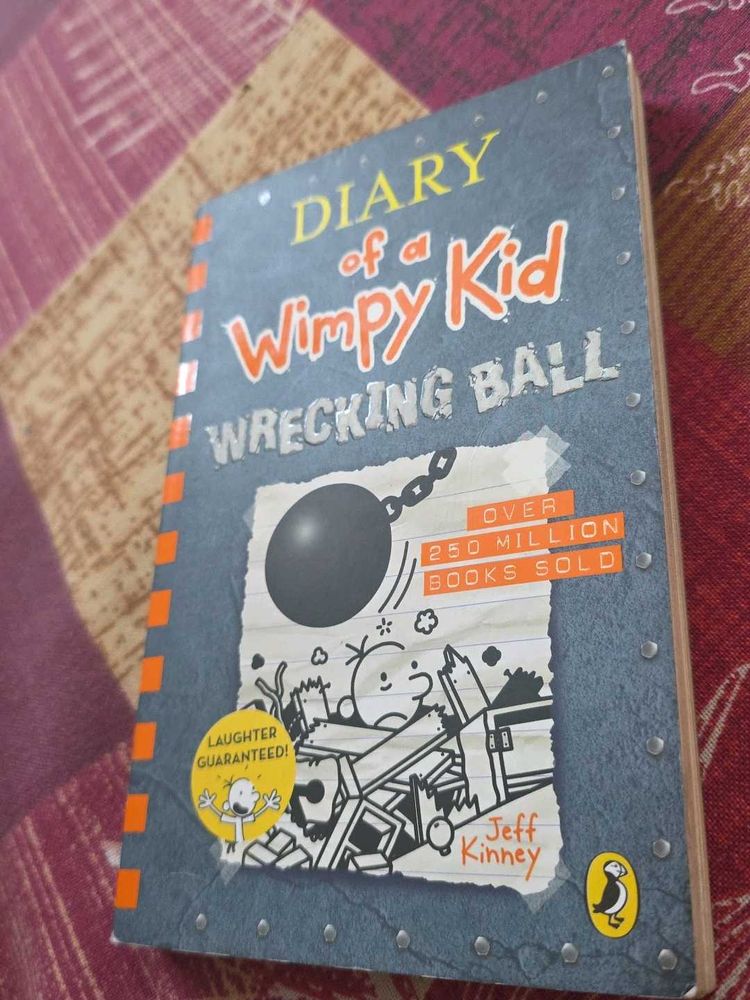 DIARY
of a
Wimpy Kid
WRECKING BALL
OVER
250 MILLION
BOOKS SOLD
LAUGHTER
GUARANTEED!
Jeff
Kinney